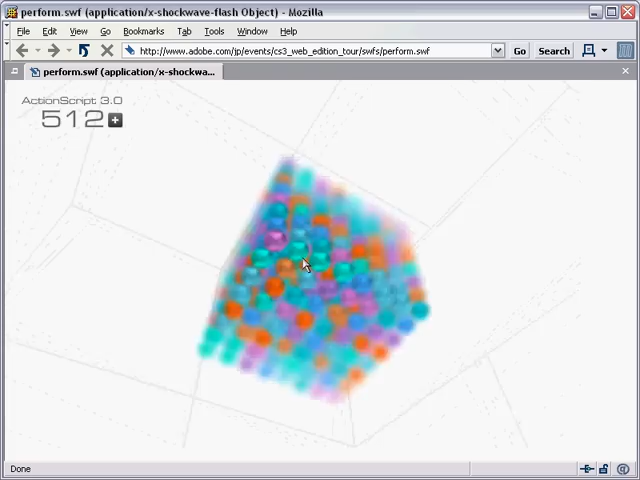 perform.swf (application/x-shockwave-flash Object) - Mozilla
File Edit View Go Bookmarks Tab Tools Window Help
http://www.adobe.com/jp/events/cs3_web_edition_tour/swfs/perform.swf Go Search
perform.swf (application/x-shockwa...
ActionScript 3.0
512+
Done